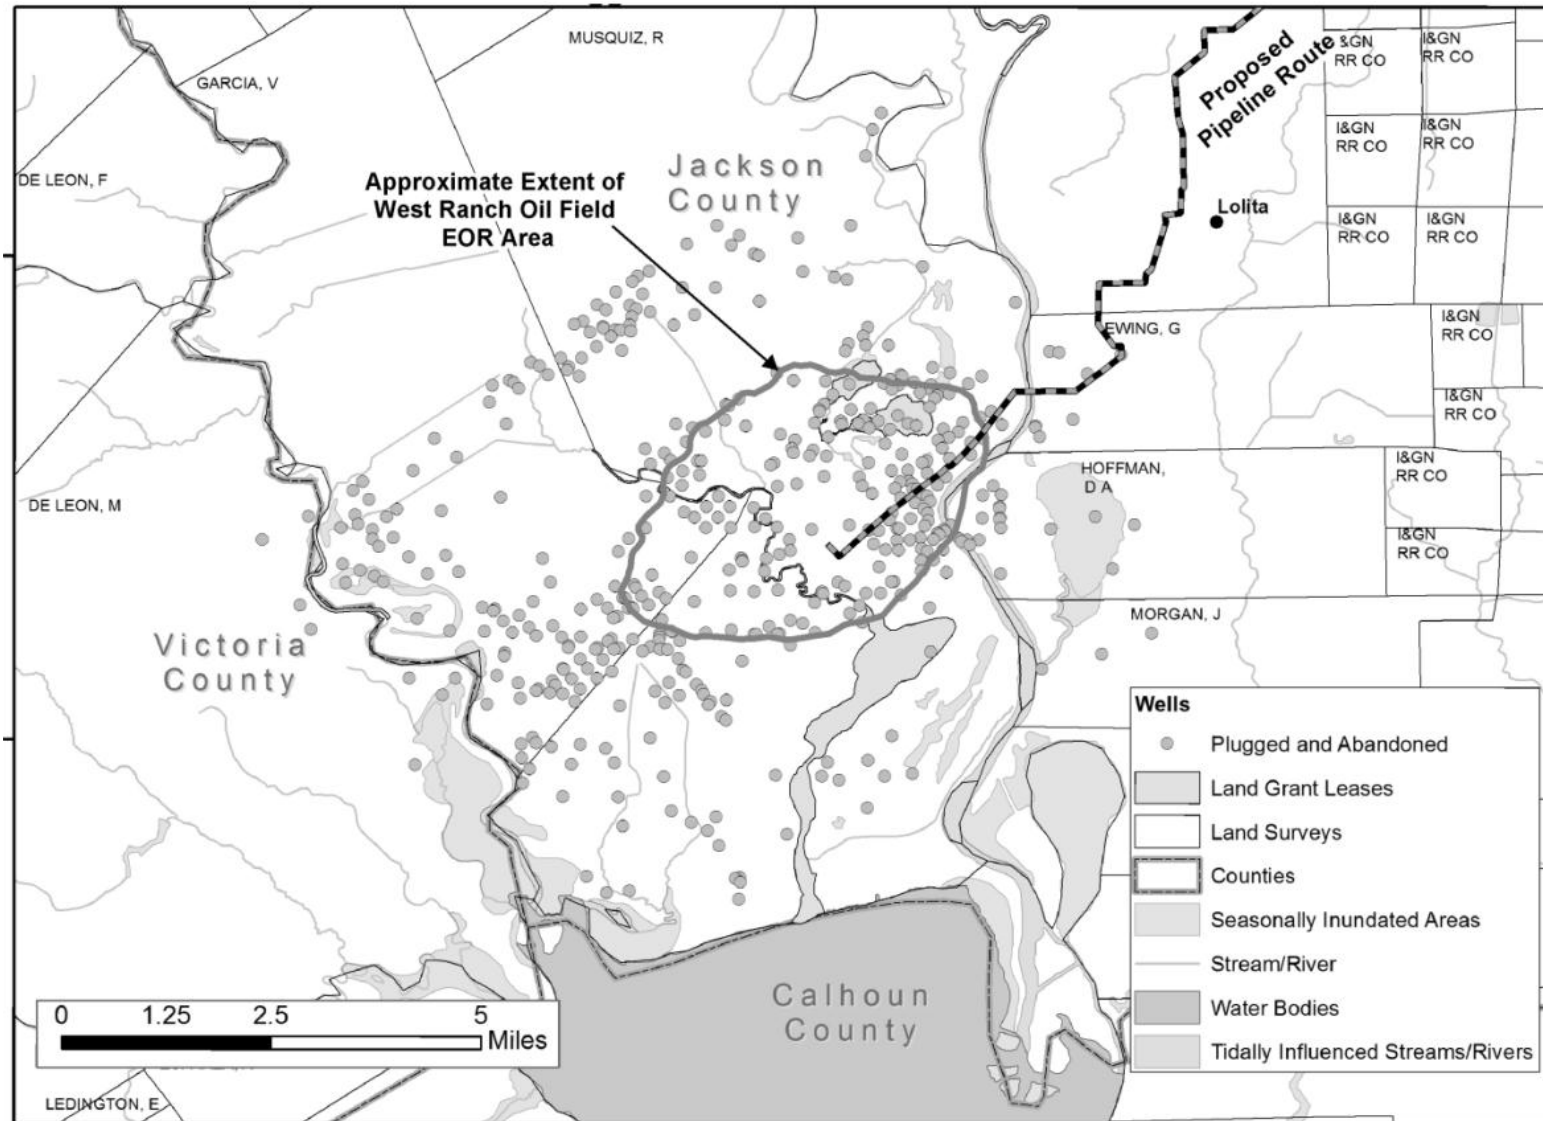 MUSQUIZ, R
GARCIA, V
DE LEON, F
Approximate Extent of
West Ranch Oil Field
EOR Area
Jackson
County
Proposed
Pipeline Route
Lolita
I&GN
RR CO
I&GN
RR CO
I&GN
RR CO
I&GN
RR CO
I&GN
RR CO
&GN
RR CO
EWING, G
I&GN
RR CO
I&GN
RR CO
HOFFMAN,
D A
I&GN
RR CO
I&GN
RR CO
DE LEON, M
MORGAN, J
Victoria
County
Wells
Plugged and Abandoned
Land Grant Leases
Land Surveys
Counties
Seasonally Inundated Areas
Stream/River
Water Bodies
Tidally Influenced Streams/Rivers
Calhoun
County
0 1.25 2.5 5
Miles
LEDINGTON, E